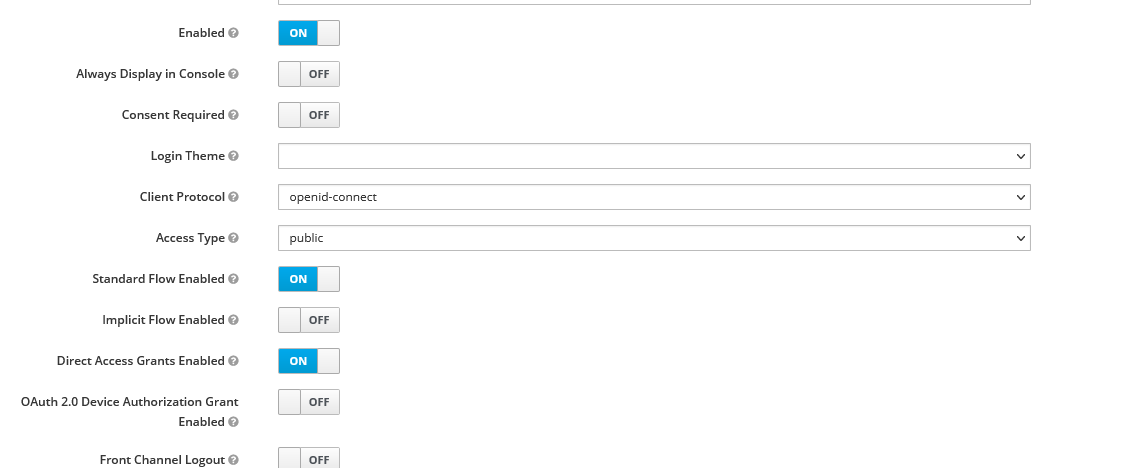 Enabled ON
Always Display in Console OFF
Consent Required OFF
Login Theme
Client Protocol openid-connect
Access Type public
Standard Flow Enabled ON
Implicit Flow Enabled OFF
Direct Access Grants Enabled ON
OAuth 2.0 Device Authorization Grant OFF
Enabled
Front Channel Logout OFF